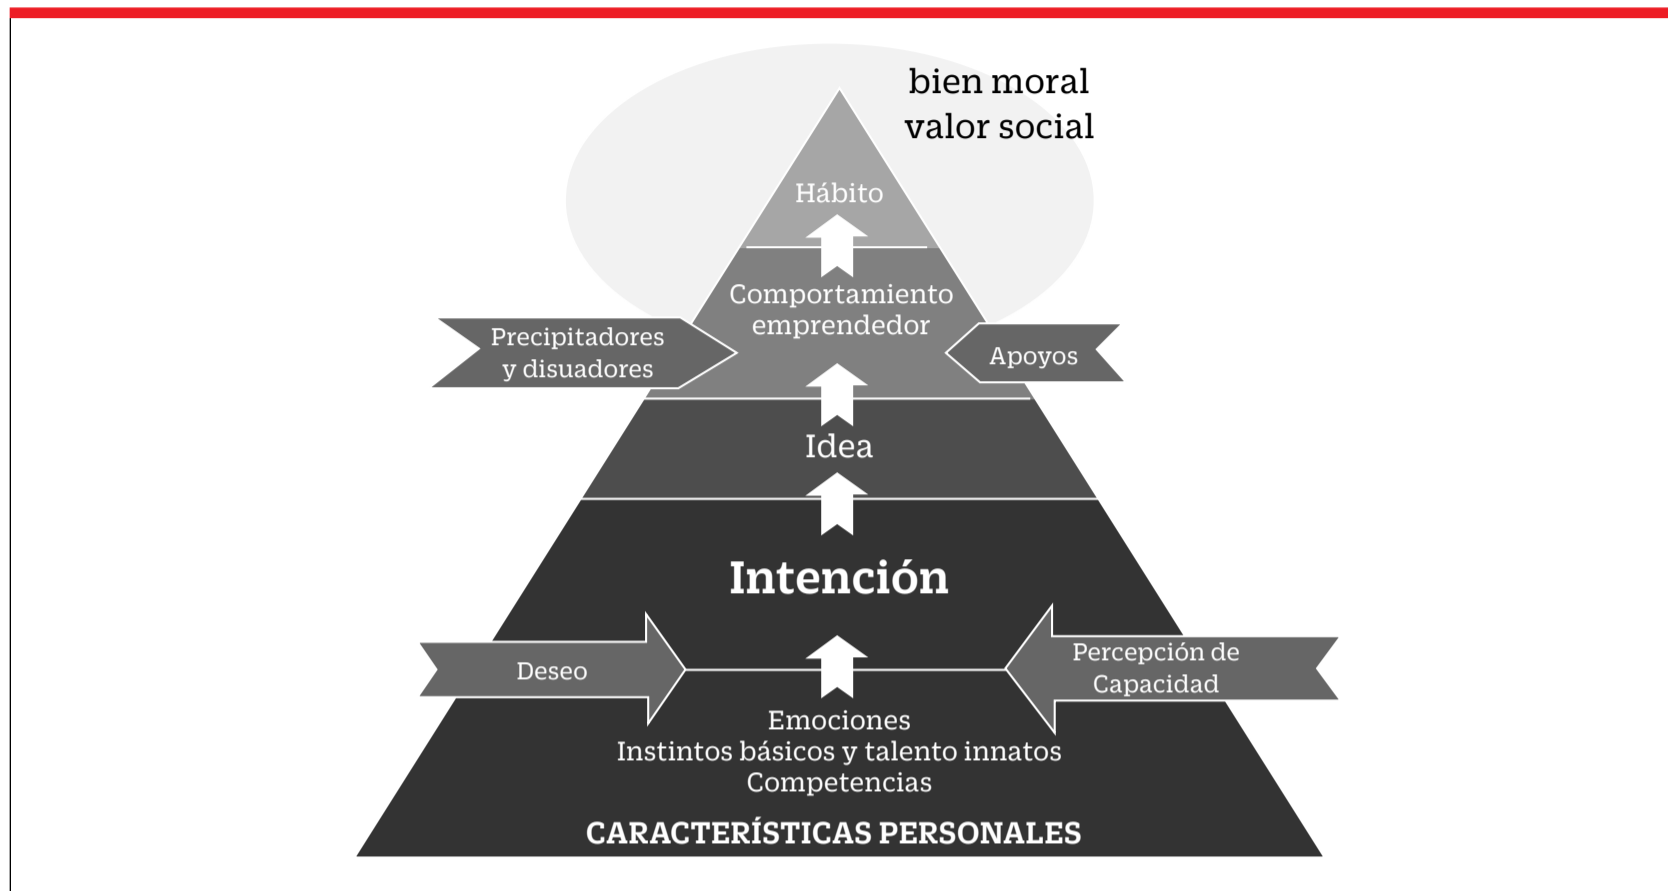 bien moral
valor social
Hábito
Comportamiento
emprendedor
Precipitadores
y disuadores
Apoyos
Idea
Intención
Deseo
Percepción de
Capacidad
Emociones
Instintos básicos y talento innatos
Competencias
CARACTERÍSTICAS PERSONALES